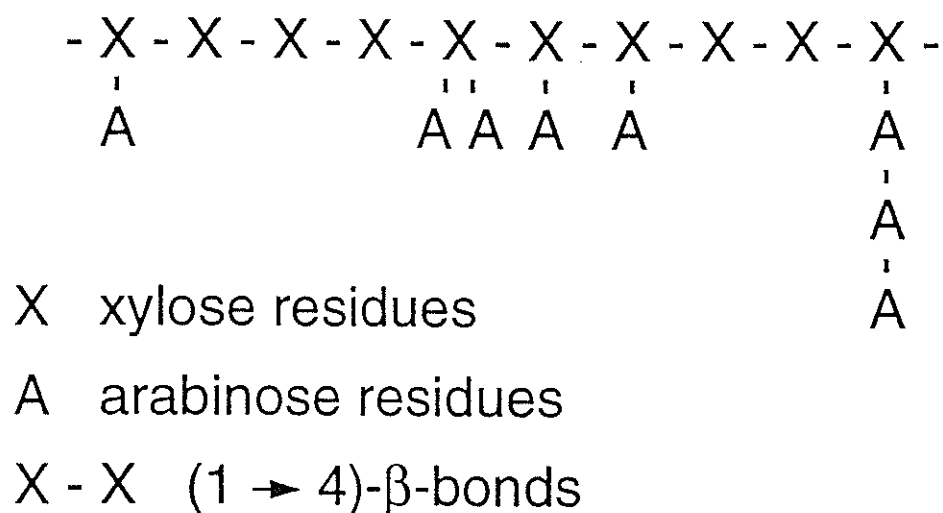 - X - X - X - X - X - X - X - X - X - X -
A A A A A A
A
A
X xylose residues
A arabinose residues
X - X (1 → 4)-β-bonds